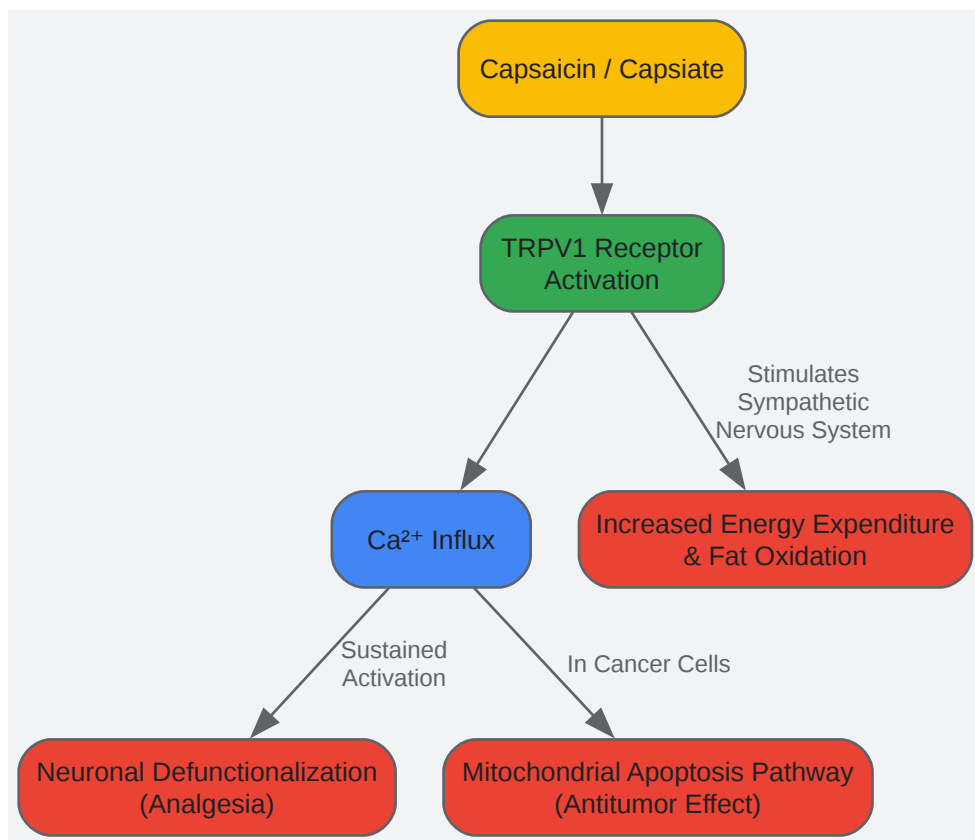 Capsaicin / Capsiate
TRPV1 Receptor
Activation
Stimulates
Sympathetic
Nervous System
Ca²⁺ Influx
Increased Energy Expenditure
& Fat Oxidation
Sustained
Activation
In Cancer Cells
Neuronal Defunctionalization
(Analgesia)
Mitochondrial Apoptosis Pathway
(Antitumor Effect)